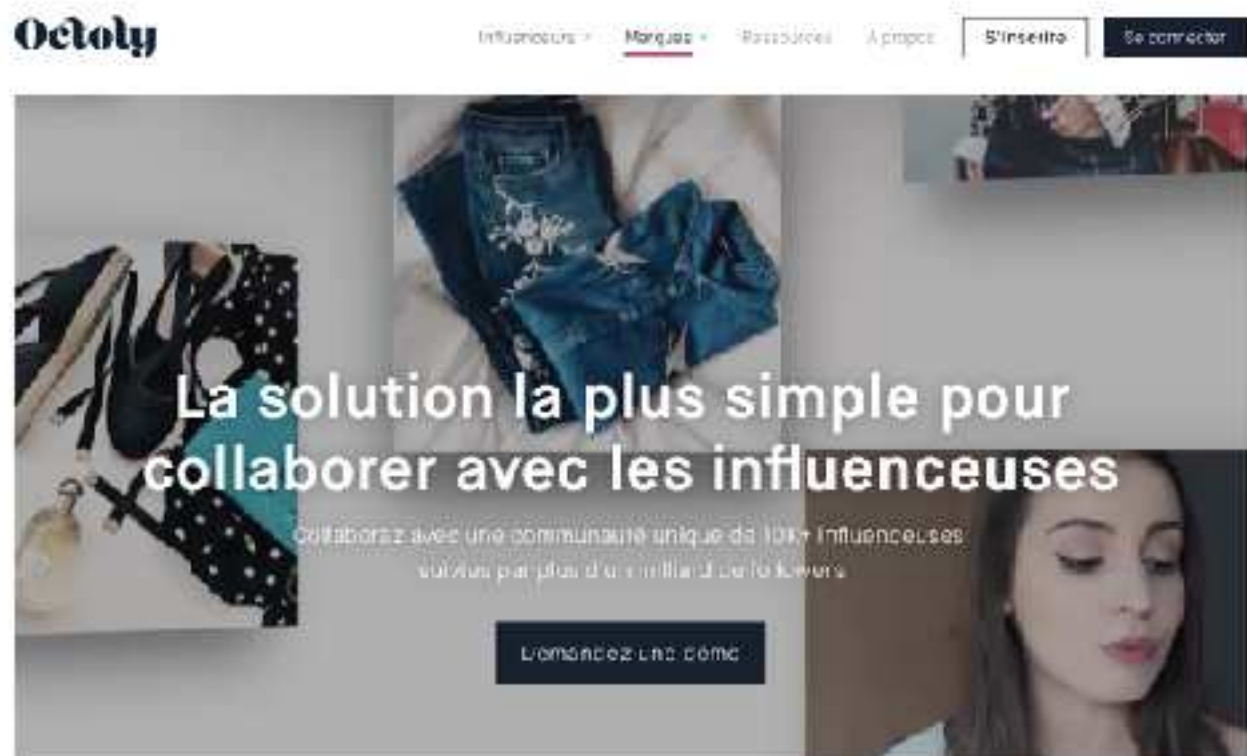 Octoly
Influenceurs Marques Ressources À propos S'inscrire Se connecter
La solution la plus simple pour
collaborer avec les influenceuses
Collaborez avec une communauté unique de 10k+ influenceuses
suivies par plus d'un milliard de followers
Demandez une démo